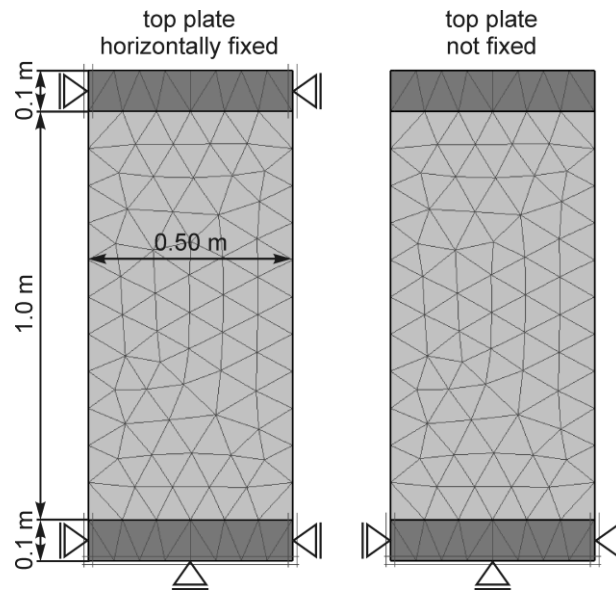 top plate
horizontally fixed
top plate
not fixed
0.1 m
0.50 m
1.0 m
0.1 m